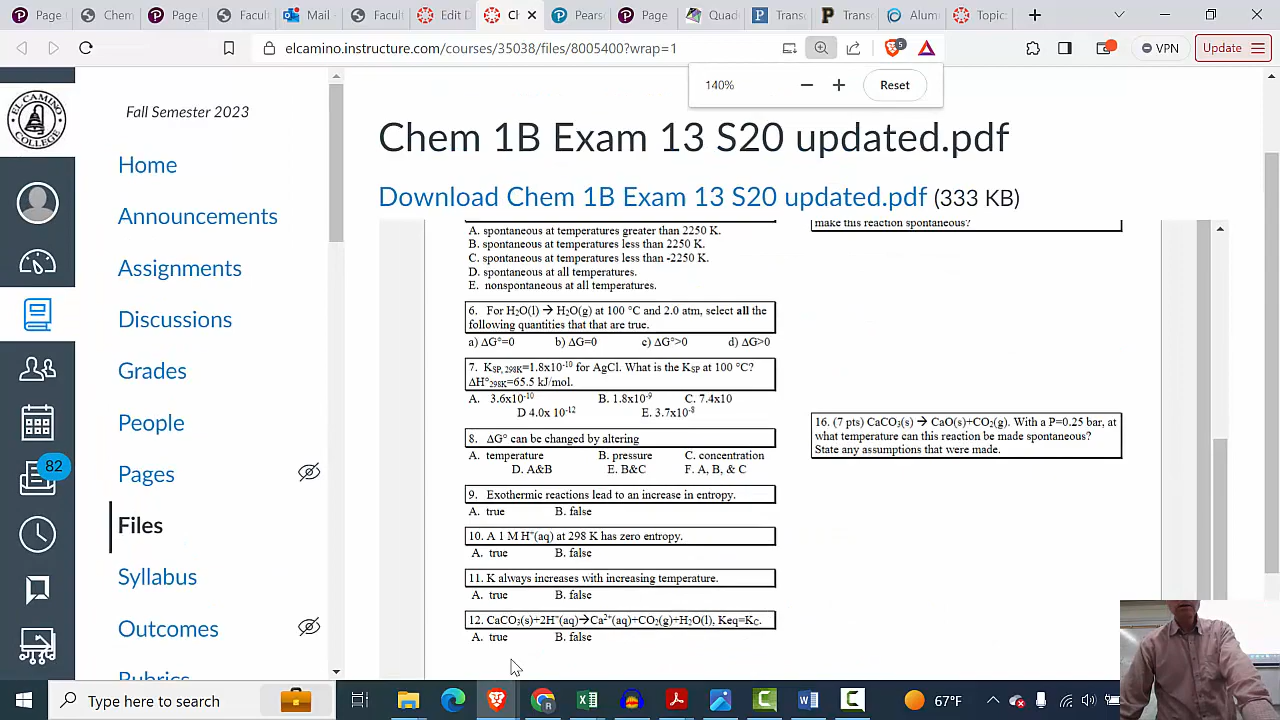 Page
Chem
Page
Facul
Mail
Facul
Edit D
Cl
Pears
Page
Quad
Trans
Trans
Alum
Topic
elcamino.instructure.com/courses/35038/files/8005400?wrap=1
5
VPN
Update
140%
Reset
EL CAMINO
COLLEGE
Fall Semester 2023
Home
Announcements
Assignments
Discussions
Grades
People
Pages
Files
Syllabus
Outcomes
Rubrics
82
Chem 1B Exam 13 S20 updated.pdf
Download Chem 1B Exam 13 S20 updated.pdf (333 KB)
A. spontaneous at temperatures greater than 2250 K.
B. spontaneous at temperatures less than 2250 K.
C. spontaneous at temperatures less than -2250 K.
D. spontaneous at all temperatures.
E. nonspontaneous at all temperatures.
6. For H₂O(l) → H₂O(g) at 100 °C and 2.0 atm, select all the
following quantities that that are true.
a) ΔG°=0 b) ΔG=0 c) ΔG°>0 d) ΔG>0
7. K_SP, 298K=1.8x10⁻¹⁰ for AgCl. What is the K_SP at 100 °C?
ΔH°₂₉₈K=65.5 kJ/mol.
A. 3.6x10⁻¹⁰ B. 1.8x10⁻⁹ C. 7.4x10
D 4.0x 10⁻¹² E. 3.7x10⁻⁸
8. ΔG° can be changed by altering
A. temperature B. pressure C. concentration
D. A&B E. B&C F. A, B, & C
9. Exothermic reactions lead to an increase in entropy.
A. true B. false
10. A 1 M H⁺(aq) at 298 K has zero entropy.
A. true B. false
11. K always increases with increasing temperature.
A. true B. false
12. CaCO₃(s)+2H⁺(aq)→Ca²⁺(aq)+CO₂(g)+H₂O(l), Keq=K_C.
A. true B. false
make this reaction spontaneous?
16. (7 pts) CaCO₃(s) → CaO(s)+CO₂(g). With a P=0.25 bar, at
what temperature can this reaction be made spontaneous?
State any assumptions that were made.
Type here to search
67°F